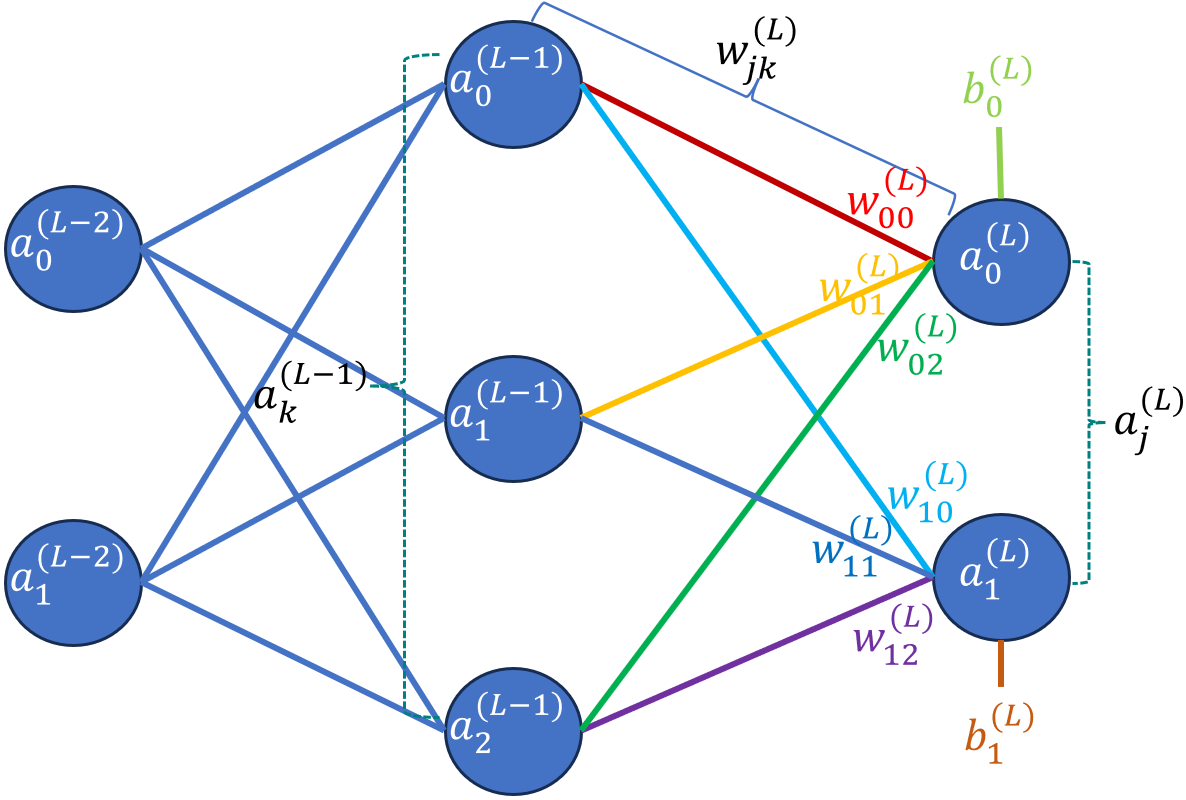 a_0^{(L−2)}
a_1^{(L−2)}
a_k^{(L−1)}
a_0^{(L−1)}
a_1^{(L−1)}
a_2^{(L−1)}
w_{jk}^{(L)}
w_{00}^{(L)}
w_{01}^{(L)}
w_{02}^{(L)}
w_{10}^{(L)}
w_{11}^{(L)}
w_{12}^{(L)}
b_0^{(L)}
a_0^{(L)}
a_j^{(L)}
a_1^{(L)}
b_1^{(L)}